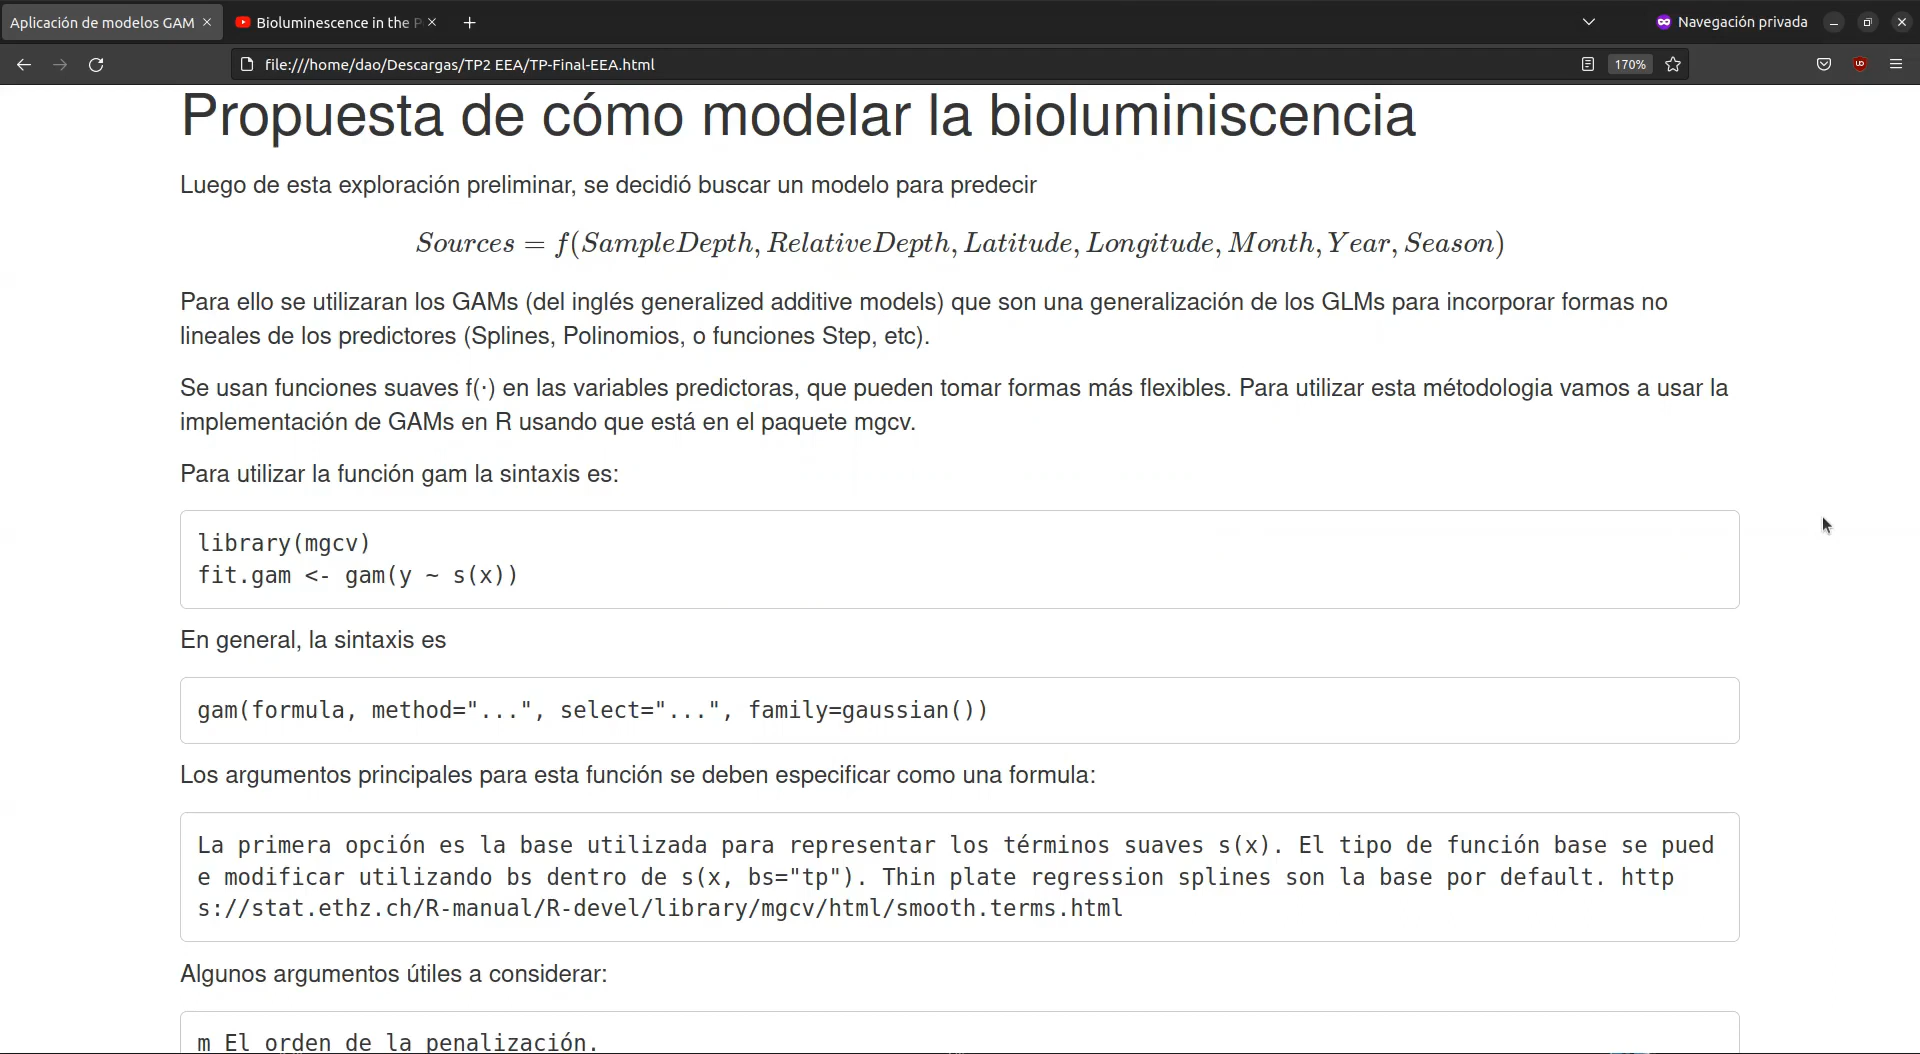 Aplicación de modelos GAM
Bioluminescence in the
Navegación privada
file:///home/dao/Descargas/TP2 EEA/TP-Final-EEA.html
170%
Propuesta de cómo modelar la bioluminiscencia
Luego de esta exploración preliminar, se decidió buscar un modelo para predecir
Sources = f(SampleDepth, RelativeDepth, Latitude, Longitude, Month, Year, Season)
Para ello se utilizaran los GAMs (del inglés generalized additive models) que son una generalización de los GLMs para incorporar formas no
lineales de los predictores (Splines, Polinomios, o funciones Step, etc).
Se usan funciones suaves f(·) en las variables predictoras, que pueden tomar formas más flexibles. Para utilizar esta métodologia vamos a usar la
implementación de GAMs en R usando que está en el paquete mgcv.
Para utilizar la función gam la sintaxis es:
library(mgcv)
fit.gam <- gam(y ~ s(x))
En general, la sintaxis es
gam(formula, method="...", select="...", family=gaussian())
Los argumentos principales para esta función se deben especificar como una formula:
La primera opción es la base utilizada para representar los términos suaves s(x). El tipo de función base se pued
e modificar utilizando bs dentro de s(x, bs="tp"). Thin plate regression splines son la base por default. http
s://stat.ethz.ch/R-manual/R-devel/library/mgcv/html/smooth.terms.html
Algunos argumentos útiles a considerar:
m El orden de la penalización.